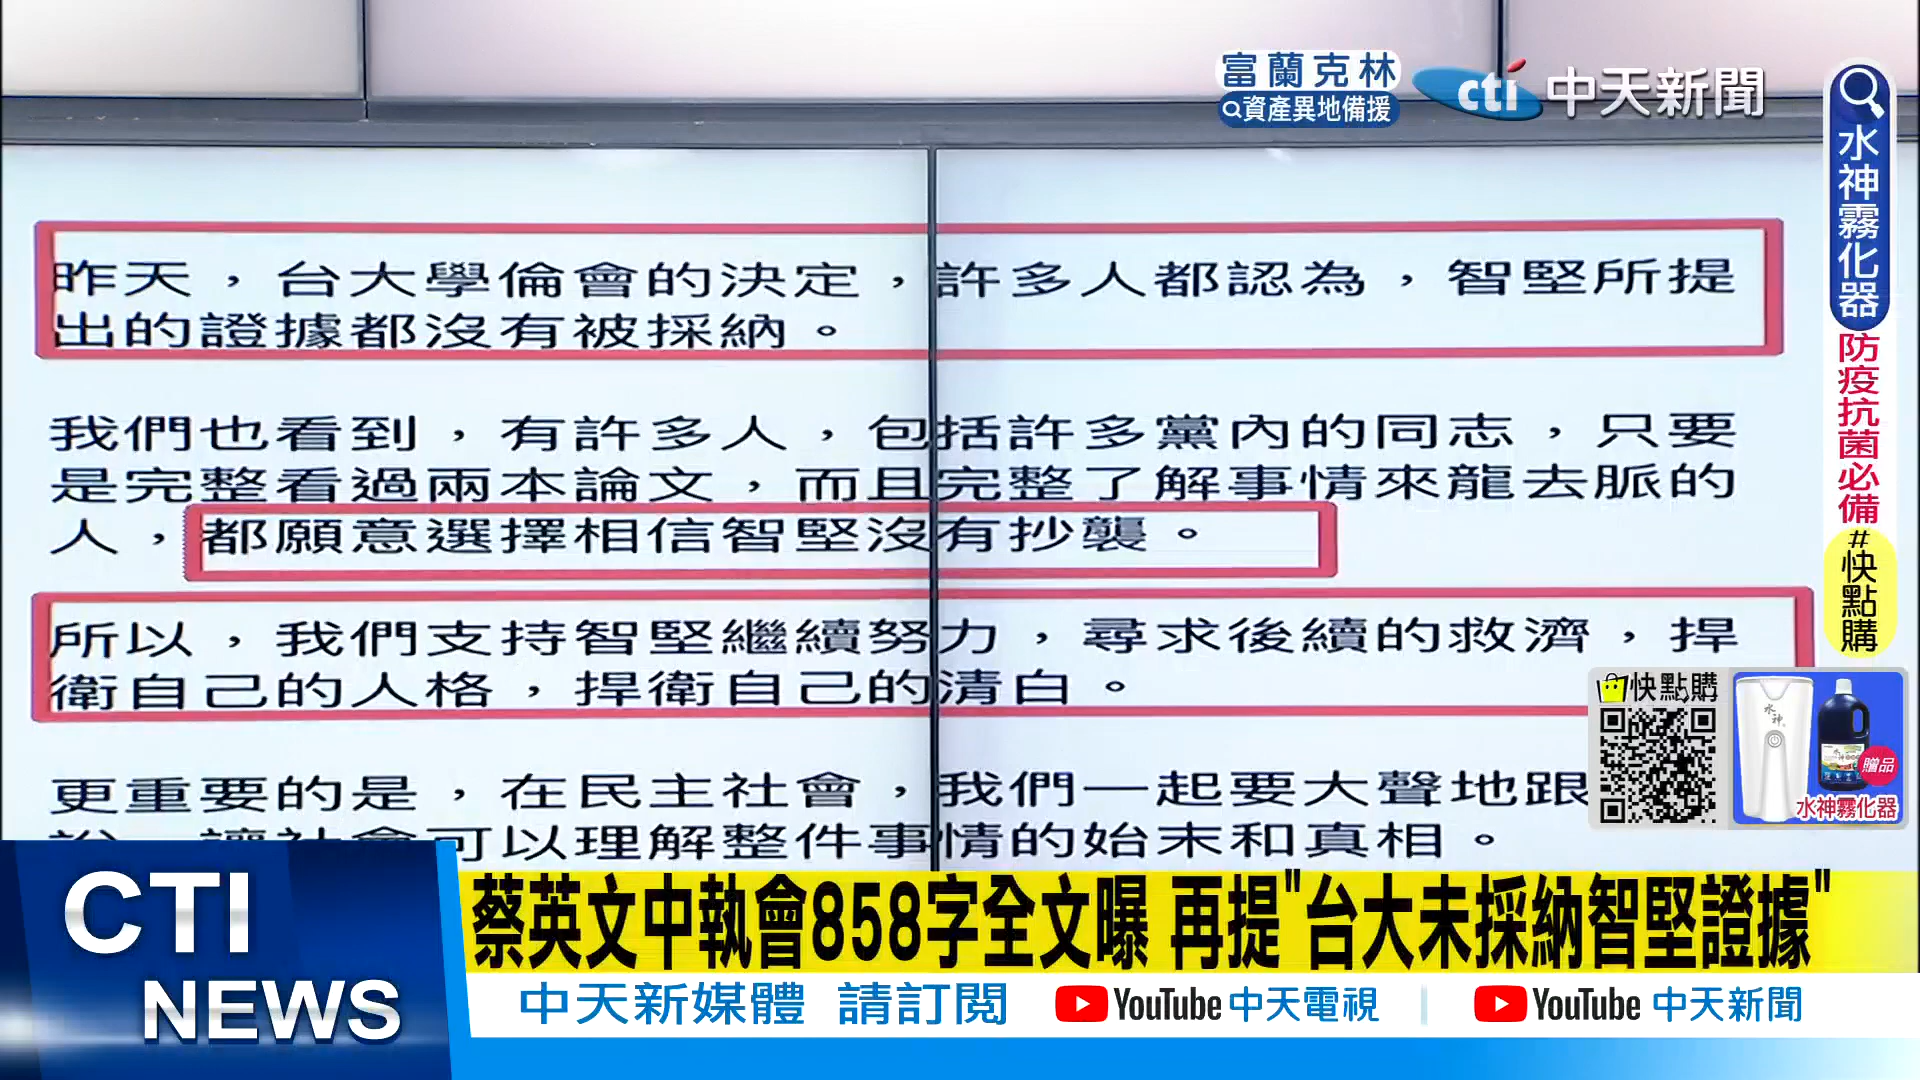 富蘭克林
資產異地備援
cti 中天新聞
水神霧化器
防疫抗菌必備
#快點購
昨天，台大學倫會的決定，許多人都認為，智堅所提
出的證據都沒有被採納。
我們也看到，有許多人，包括許多黨內的同志，只要
是完整看過兩本論文，而且完整了解事情來龍去脈的
人，都願意選擇相信智堅沒有抄襲。
所以，我們支持智堅繼續努力，尋求後續的救濟，捍
衛自己的人格，捍衛自己的清白。
更重要的是，在民主社會，我們一起要大聲地跟
可以理解整件事情的始末和真相。
快點購
水神
贈品
水神霧化器
CTI
NEWS
蔡英文中執會858字全文曝 再提"台大未採納智堅證據"
中天新媒體 請訂閱 YouTube 中天電視 | YouTube 中天新聞